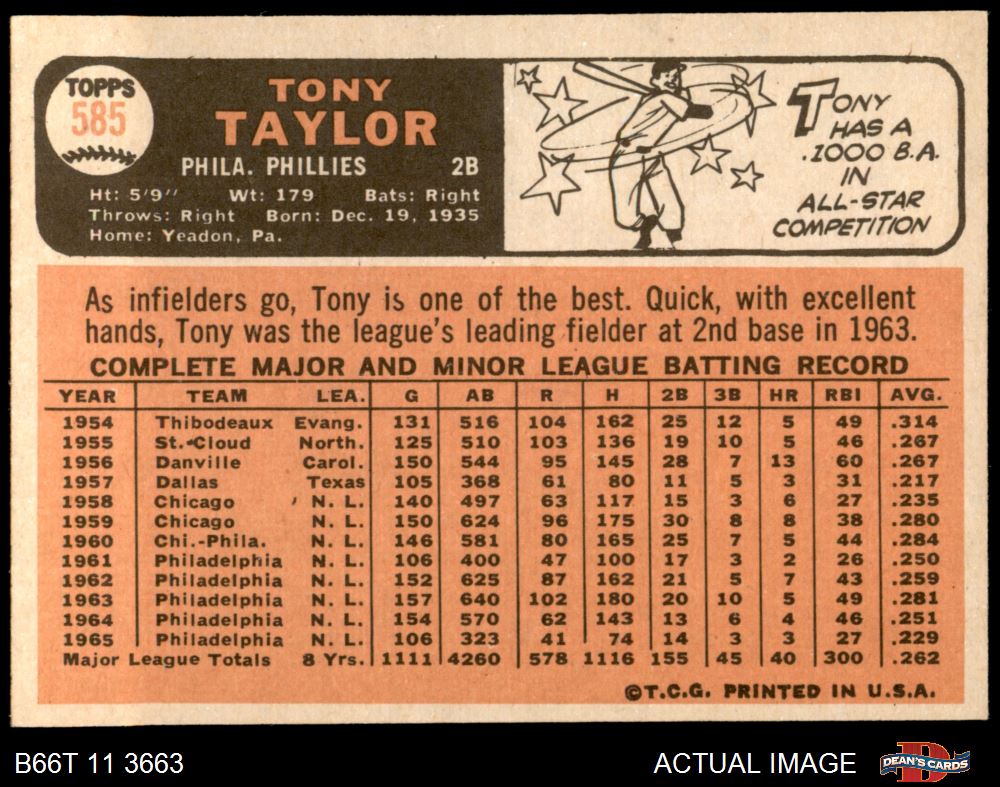 TOPPS
585
TONY
TAYLOR
PHILA. PHILLIES 2B
Ht: 5'9" Wt: 179 Bats: Right
Throws: Right Born: Dec. 19, 1935
Home: Yeadon, Pa.
TONY
HAS A
.1000 B.A.
IN
ALL-STAR
COMPETITION
As infielders go, Tony is one of the best. Quick, with excellent
hands, Tony was the league's leading fielder at 2nd base in 1963.
COMPLETE MAJOR AND MINOR LEAGUE BATTING RECORD
YEAR TEAM LEA. G AB R H 2B 3B HR RBI AVG.
1954 Thibodeaux Evang. 131 516 104 162 25 12 5 49 .314
1955 St.-Cloud North. 125 510 103 136 19 10 5 46 .267
1956 Danville Carol. 150 544 95 145 28 7 13 60 .267
1957 Dallas Texas 105 368 61 80 11 5 3 31 .217
1958 Chicago N. L. 140 497 63 117 15 3 6 27 .235
1959 Chicago N. L. 150 624 96 175 30 8 8 38 .280
1960 Chi.-Phila. N. L. 146 581 80 165 25 7 5 44 .284
1961 Philadelphia N. L. 106 400 47 100 17 3 2 26 .250
1962 Philadelphia N. L. 152 625 87 162 21 5 7 43 .259
1963 Philadelphia N. L. 157 640 102 180 20 10 5 49 .281
1964 Philadelphia N. L. 154 570 62 143 13 6 4 46 .251
1965 Philadelphia N. L. 106 323 41 74 14 3 3 27 .229
Major League Totals 8 Yrs. 1111 4260 578 1116 155 45 40 300 .262
©T.C.G. PRINTED IN U.S.A.
B66T 11 3663 ACTUAL IMAGE DEAN'S CARDS